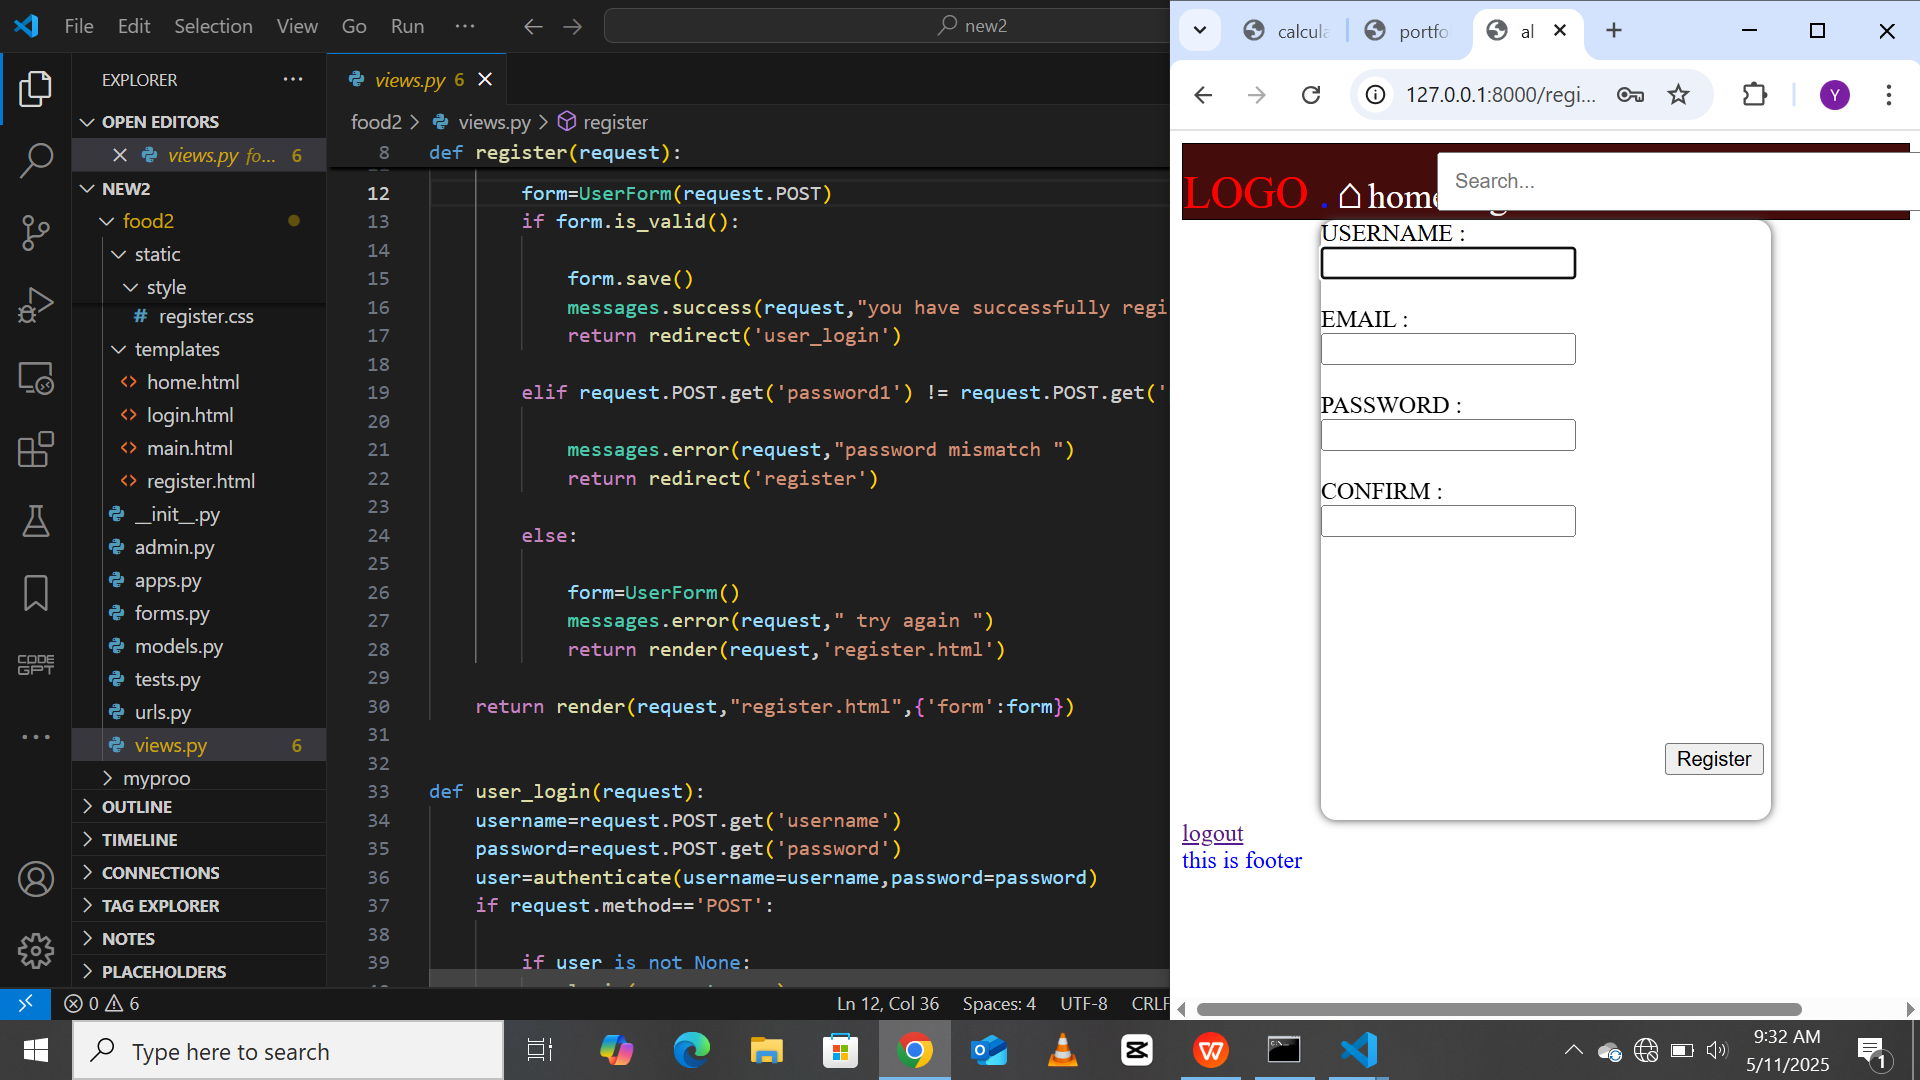 File Edit Selection View Go Run ··· new2
EXPLORER ···
OPEN EDITORS
views.py fo... 6
NEW2
food2
static
style
register.css
templates
home.html
login.html
main.html
register.html
__init__.py
admin.py
apps.py
forms.py
models.py
tests.py
urls.py
views.py 6
myproo
OUTLINE
TIMELINE
CONNECTIONS
TAG EXPLORER
NOTES
PLACEHOLDERS
CODE
GPT
views.py 6
food2 > views.py > register
8 def register(request):
12 form=UserForm(request.POST)
13 if form.is_valid():
14
15 form.save()
16 messages.success(request,"you have successfully regi
17 return redirect('user_login')
18
19 elif request.POST.get('password1') != request.POST.get('
20
21 messages.error(request,"password mismatch ")
22 return redirect('register')
23
24 else:
25
26 form=UserForm()
27 messages.error(request," try again ")
28 return render(request,'register.html')
29
30 return render(request,"register.html",{'form':form})
31
32
33 def user_login(request):
34 username=request.POST.get('username')
35 password=request.POST.get('password')
36 user=authenticate(username=username,password=password)
37 if request.method=='POST':
38
39 if user is not None:
0 6 Ln 12, Col 36 Spaces: 4 UTF-8 CRLF
calcula portfo al
127.0.0.1:8000/regi... Y
LOGO . home
Search...
USERNAME :
EMAIL :
PASSWORD :
CONFIRM :
Register
logout
this is footer
Type here to search
9:32 AM
5/11/2025
1